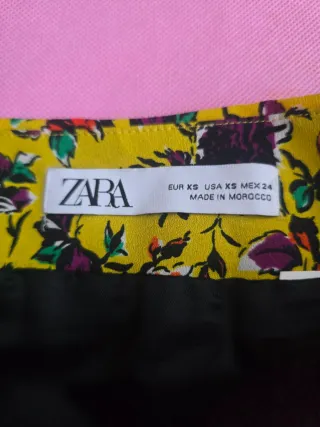 ZARA
EUR XS USA XS MEX 24
MADE IN MOROCCO